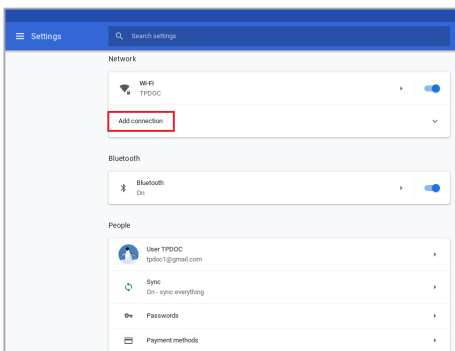 Settings
Search settings
Network
Wi-Fi
TPDOC
Add connection
Bluetooth
Bluetooth
On
People
User TPDOC
tpdoc1@gmail.com
Sync
On - sync everything
Passwords
Payment methods